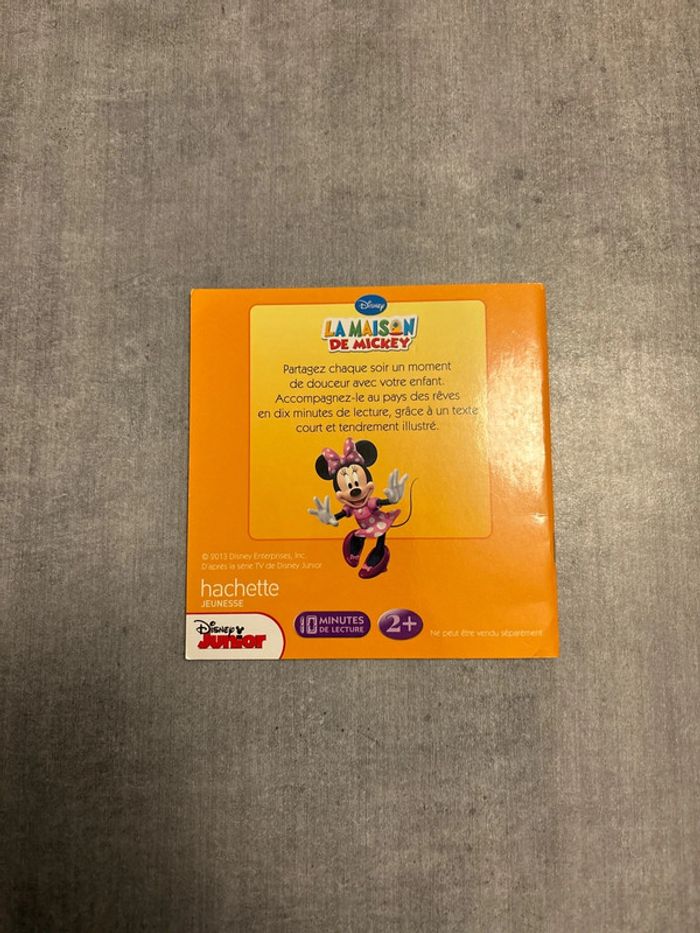 Disney
LA MAISON
DE MICKEY
Partagez chaque soir un moment
de douceur avec votre enfant.
Accompagnez-le au pays des rêves
en dix minutes de lecture, grâce à un texte
court et tendrement illustré.
© 2013 Disney Enterprises, Inc.
D'après la série TV de Disney Junior
hachette
JEUNESSE
Disney
Junior
10 MINUTES
DE LECTURE
2+
Ne peut être vendu séparément